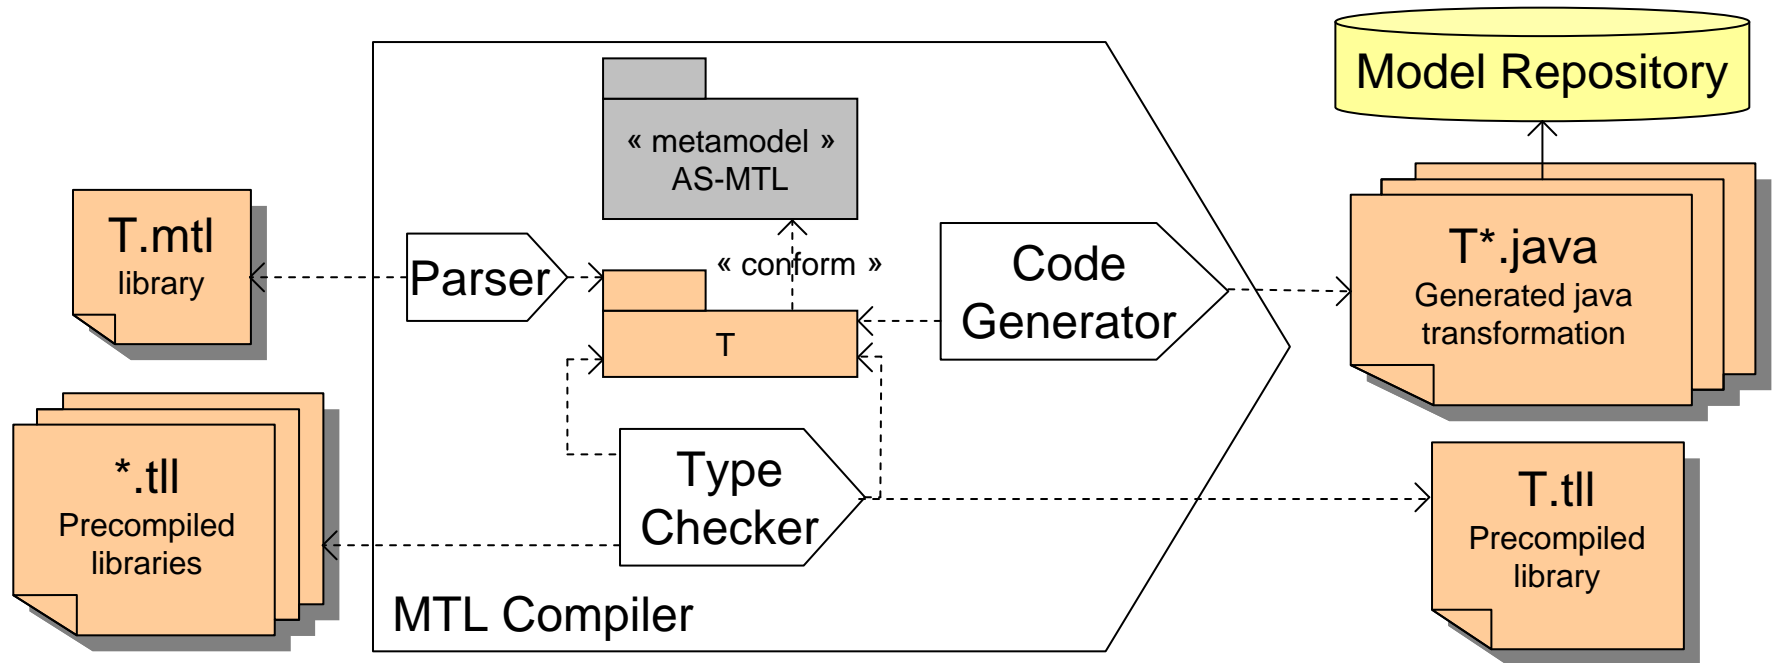 Model Repository
« metamodel »
AS-MTL
T.mtl
library
Parser
« conform »
Code
Generator
T*.java
Generated java
transformation
T
*.tll
Precompiled
libraries
Type
Checker
T.tll
Precompiled
library
MTL Compiler